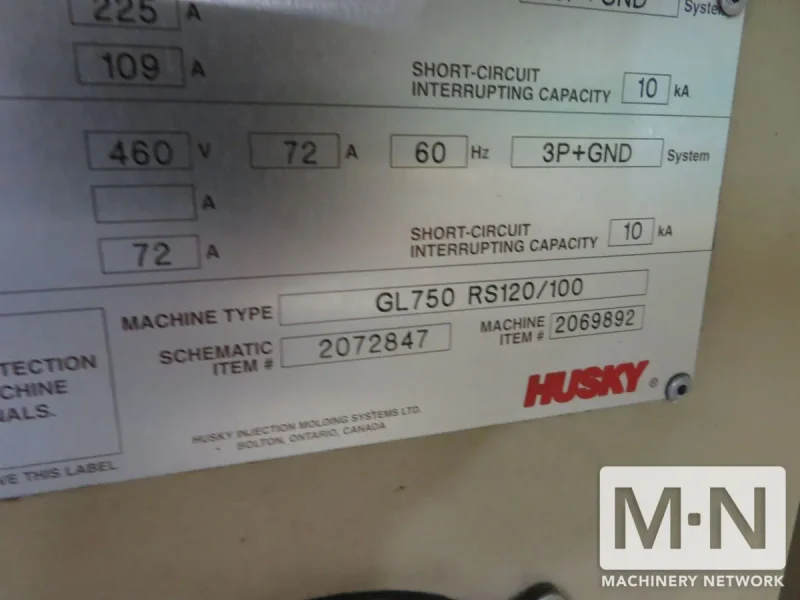 225 A
System
109 A
SHORT-CIRCUIT
INTERRUPTING CAPACITY 10 kA
460 V 72 A 60 Hz 3P+GND System
A
72 A
SHORT-CIRCUIT
INTERRUPTING CAPACITY 10 kA
MACHINE TYPE GL750 RS120/100
SCHEMATIC
ITEM # 2072847
MACHINE
ITEM # 2069892
TECTION
CHINE
NALS.
HUSKY ®
HUSKY INJECTION MOLDING SYSTEMS LTD.
BOLTON, ONTARIO, CANADA
VE THIS LABEL
M·N
MACHINERY NETWORK